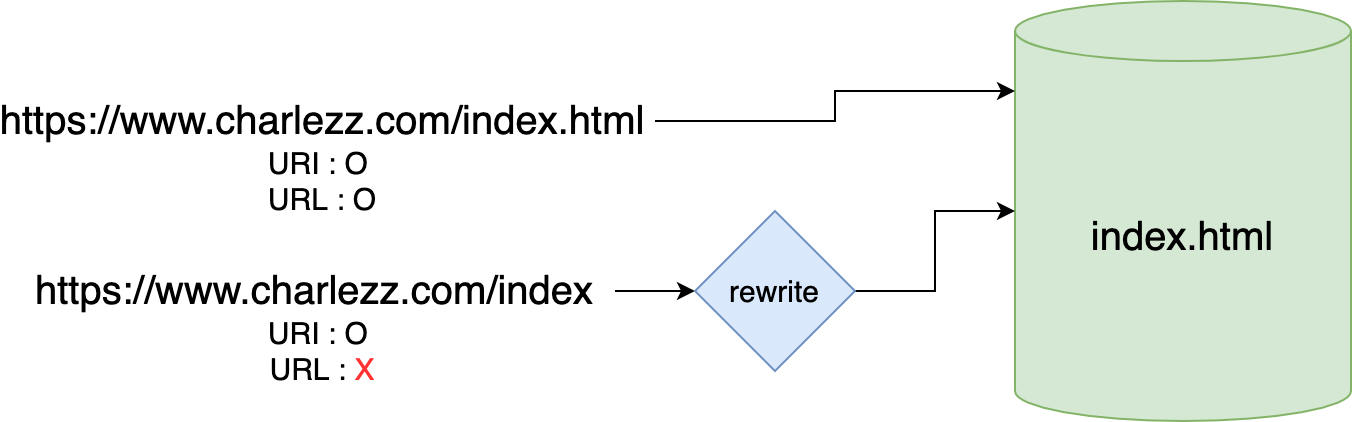 https://www.charlezz.com/index.html
URI : O
URL : O
index.html
https://www.charlezz.com/index
rewrite
URI : O
URL : X